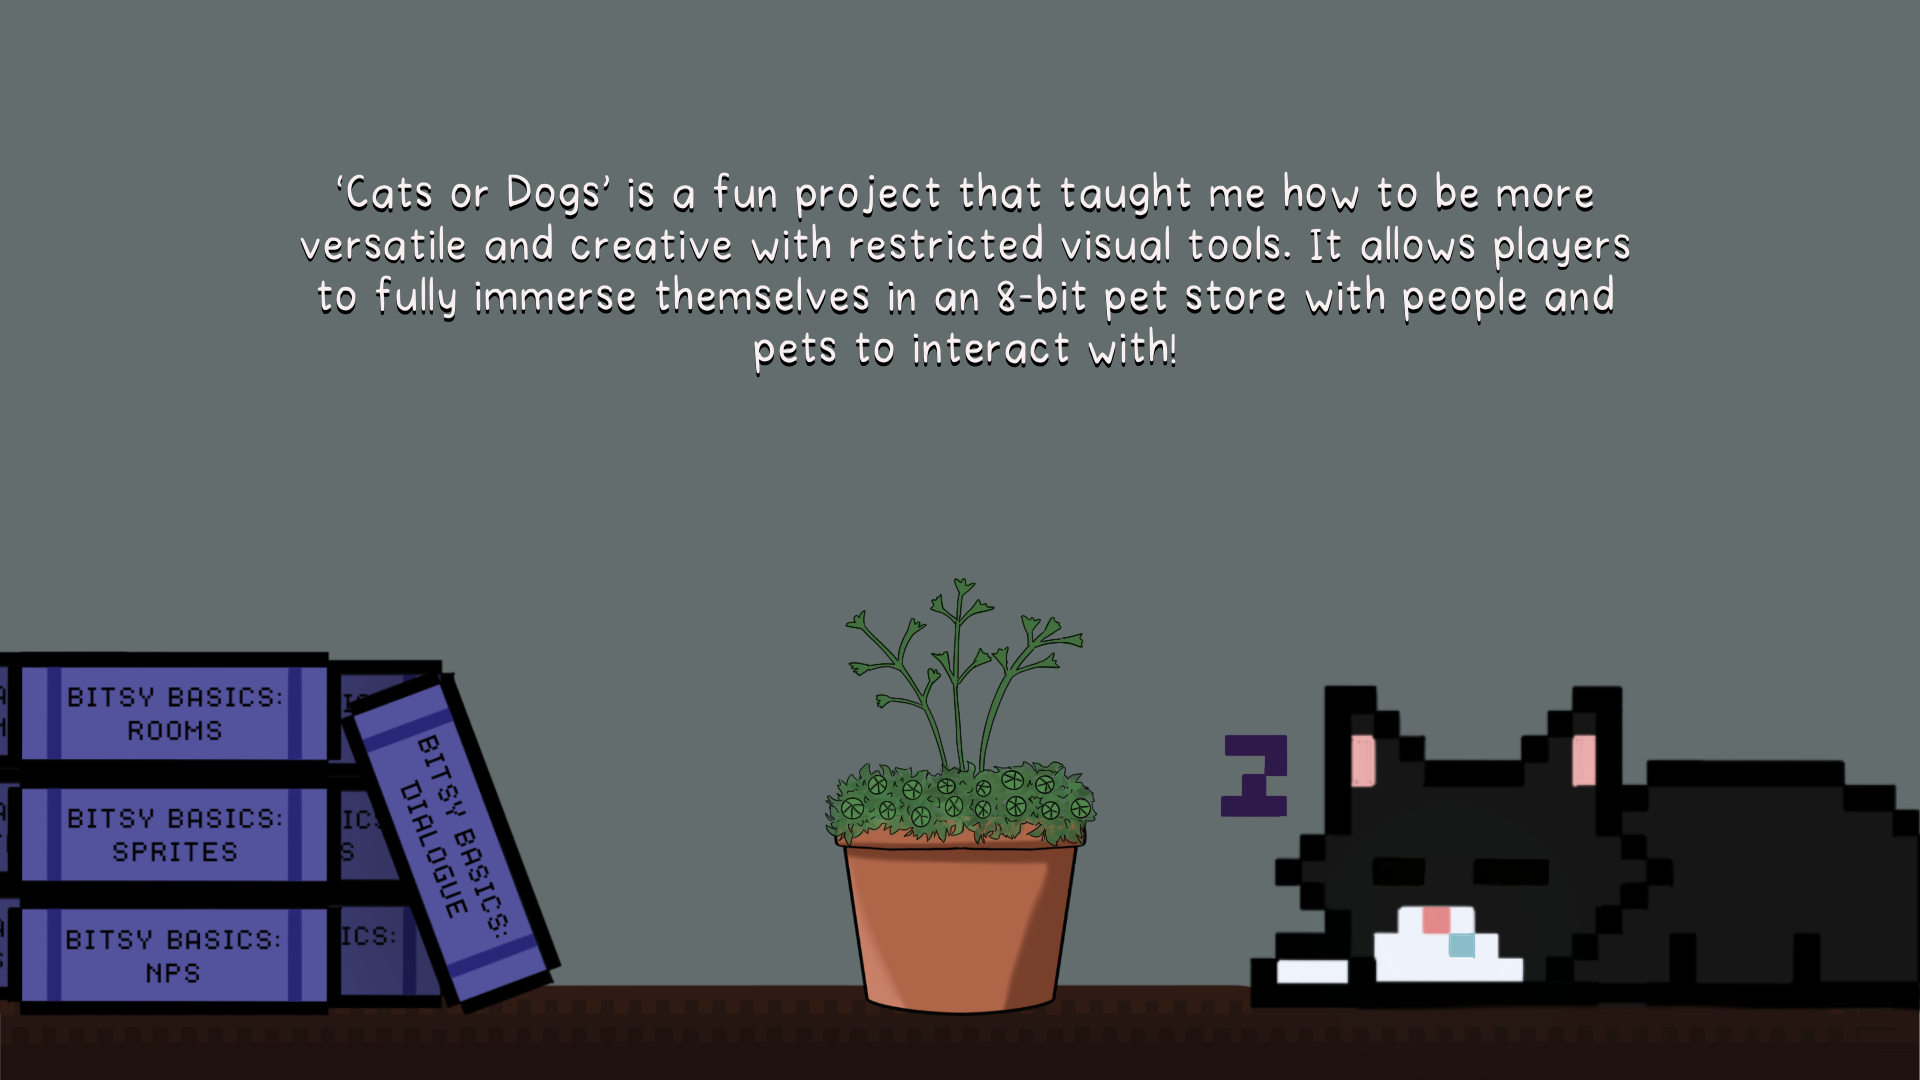 ‘Cats or Dogs’ is a fun project that taught me how to be more
versatile and creative with restricted visual tools. It allows players
to fully immerse themselves in an 8-bit pet store with people and
pets to interact with!
BITSY BASICS:
ROOMS
BITSY BASICS:
SPRITES
BITSY BASICS:
NPS
BITSY BASICS:
DIALOGUE
ICS:
Z